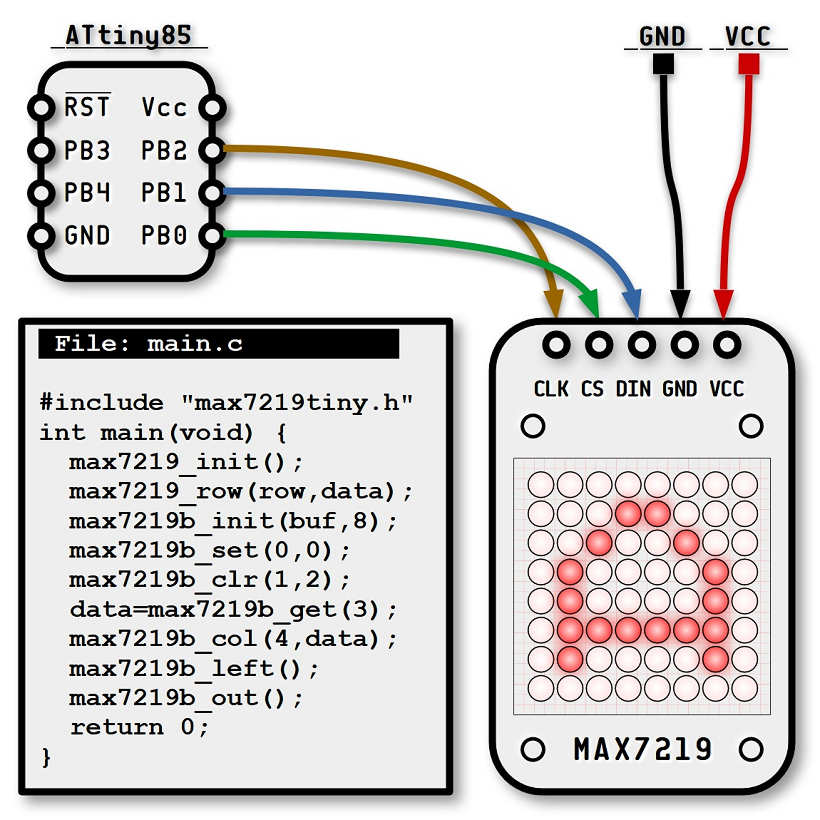 ATtiny85
GND VCC
RST Vcc
PB3 PB2
PB4 PB1
GND PB0
File: main.c
#include "max7219tiny.h"
int main(void) {
max7219_init();
max7219_row(row,data);
max7219b_init(buf,8);
max7219b_set(0,0);
max7219b_clr(1,2);
data=max7219b_get(3);
max7219b_col(4,data);
max7219b_left();
max7219b_out();
return 0;
}
CLK CS DIN GND VCC
MAX7219